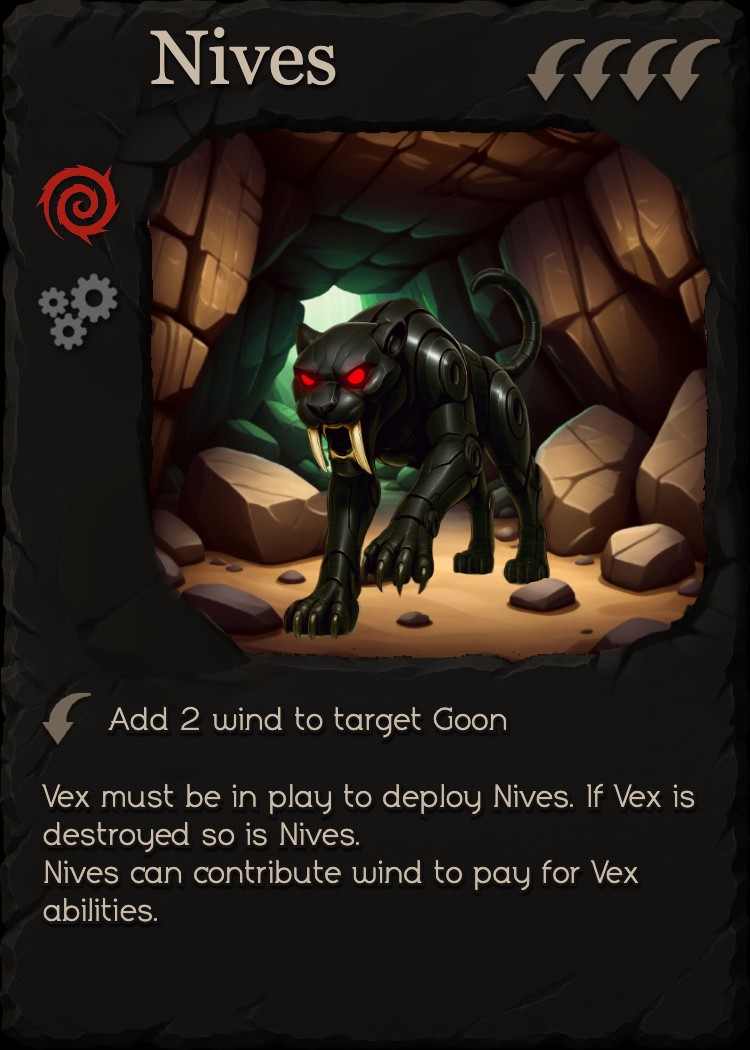 Nives
Add 2 wind to target Goon
Vex must be in play to deploy Nives. If Vex is
destroyed so is Nives.
Nives can contribute wind to pay for Vex
abilities.